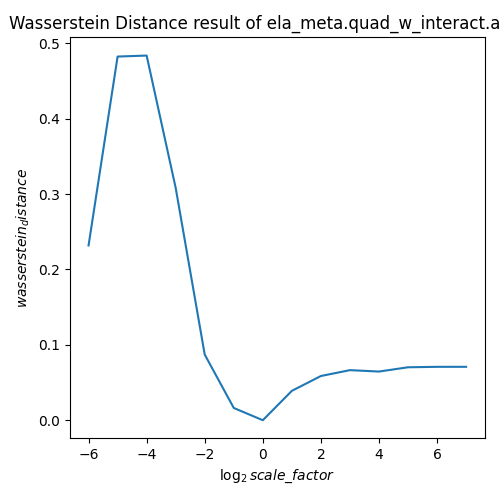 Wasserstein Distance result of ela_meta.quad_w_interact.a
0.5
0.4
0.3
0.2
0.1
0.0
wasserstein_distance
−6 −4 −2 0 2 4 6
log₂ scale_factor